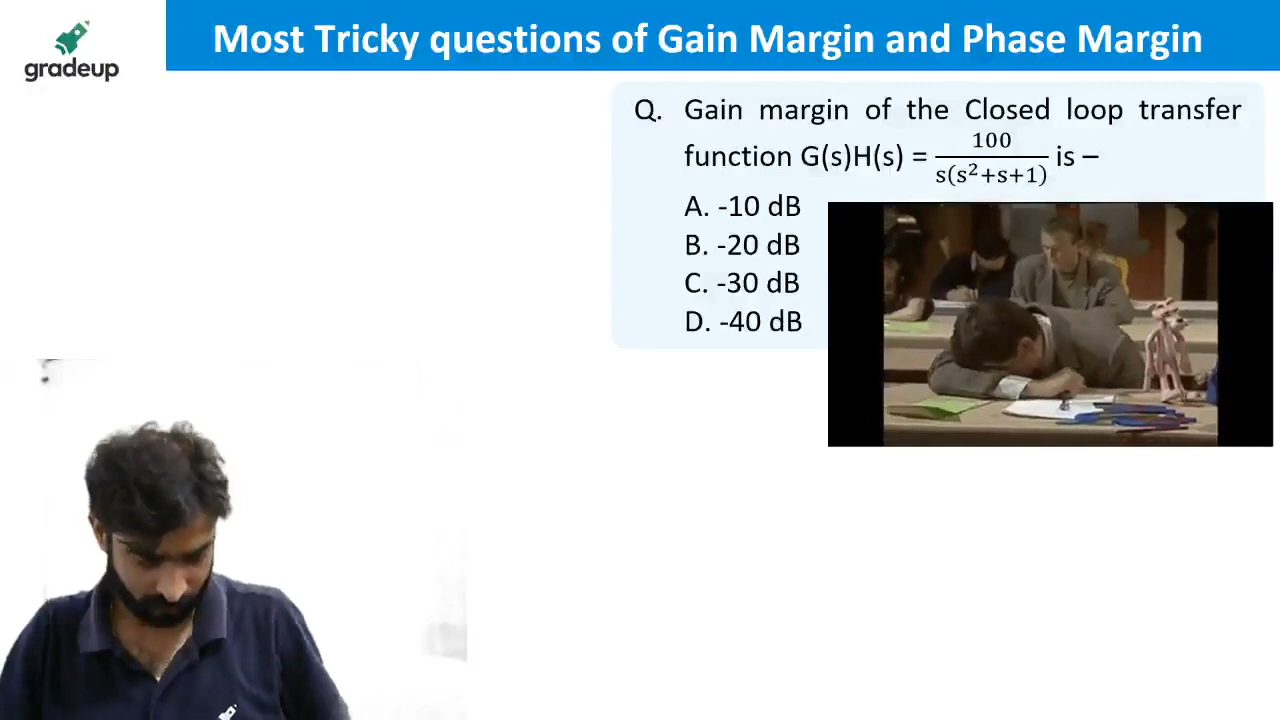 Most Tricky questions of Gain Margin and Phase Margin
gradeup
Q. Gain margin of the Closed loop transfer
function G(s)H(s) = 100/s(s²+s+1) is –
A. -10 dB
B. -20 dB
C. -30 dB
D. -40 dB